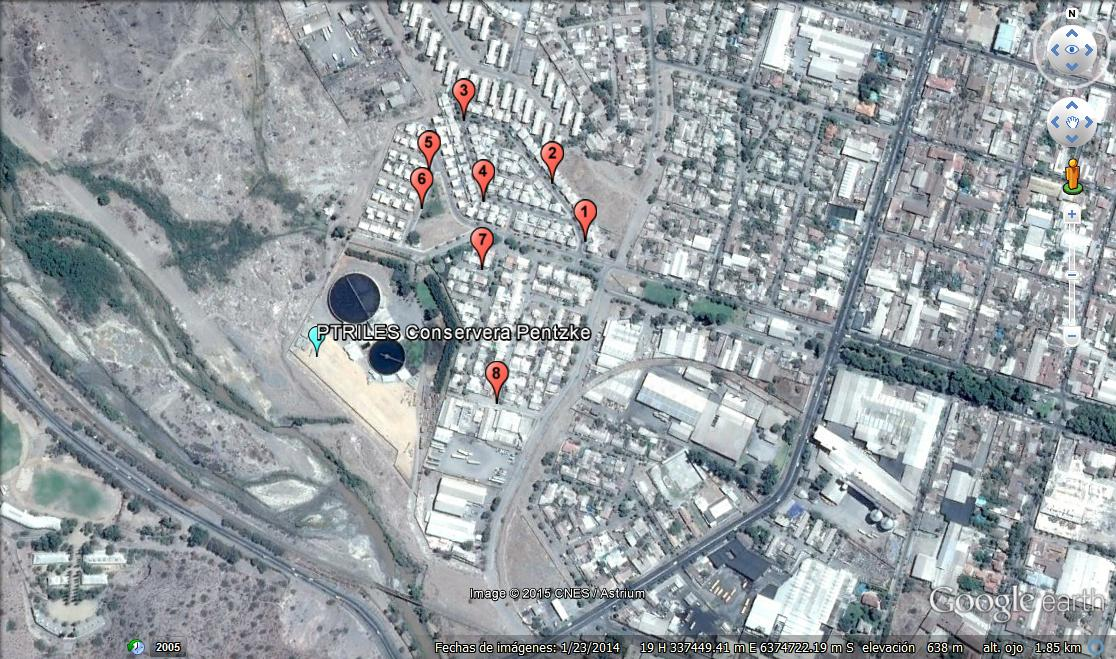 N
3
5
2
4
6
1
7
PTRILES Conservera Pentzke
8
Image © 2015 CNES / Astrium
Google earth
2005
Fechas de imágenes: 1/23/2014 19 H 337449.41 m E 6374722.19 m S elevación 638 m alt. ojo 1.85 km